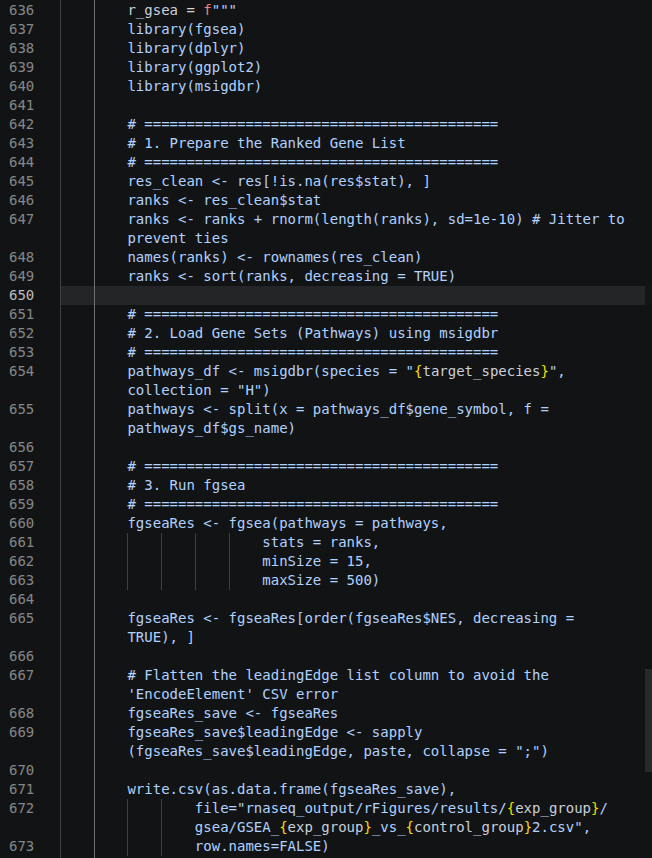 636 r_gsea = f"""
637 library(fgsea)
638 library(dplyr)
639 library(ggplot2)
640 library(msigdbr)
641
642 # ==========================================
643 # 1. Prepare the Ranked Gene List
644 # ==========================================
645 res_clean <- res[!is.na(res$stat), ]
646 ranks <- res_clean$stat
647 ranks <- ranks + rnorm(length(ranks), sd=1e-10) # Jitter to
prevent ties
648 names(ranks) <- rownames(res_clean)
649 ranks <- sort(ranks, decreasing = TRUE)
650
651 # ==========================================
652 # 2. Load Gene Sets (Pathways) using msigdbr
653 # ==========================================
654 pathways_df <- msigdbr(species = "{target_species}",
collection = "H")
655 pathways <- split(x = pathways_df$gene_symbol, f =
pathways_df$gs_name)
656
657 # ==========================================
658 # 3. Run fgsea
659 # ==========================================
660 fgseaRes <- fgsea(pathways = pathways,
661 stats = ranks,
662 minSize = 15,
663 maxSize = 500)
664
665 fgseaRes <- fgseaRes[order(fgseaRes$NES, decreasing =
TRUE), ]
666
667 # Flatten the leadingEdge list column to avoid the
'EncodeElement' CSV error
668 fgseaRes_save <- fgseaRes
669 fgseaRes_save$leadingEdge <- sapply
(fgseaRes_save$leadingEdge, paste, collapse = ";")
670
671 write.csv(as.data.frame(fgseaRes_save),
672 file="rnaseq_output/rFigures/results/{exp_group}/
gsea/GSEA_{exp_group}_vs_{control_group}2.csv",
673 row.names=FALSE)